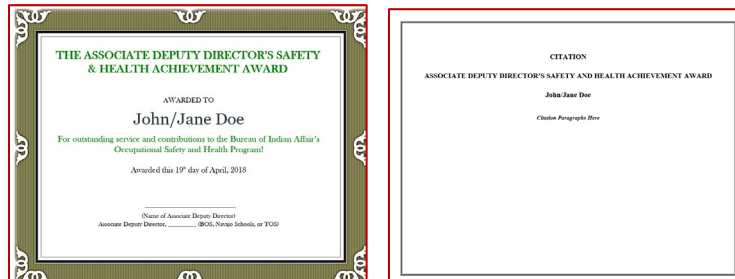 THE ASSOCIATE DEPUTY DIRECTOR'S SAFETY
& HEALTH ACHIEVEMENT AWARD
AWARDED TO
John/Jane Doe
For outstanding service and contributions to the Bureau of Indian Affair's
Occupational Safety and Health Program!
Awarded this 19th day of April, 2018
(Name of Associate Deputy Director)
Associate Deputy Director, ________ (BOS, Navajo Schools, or TOS)
CITATION
ASSOCIATE DEPUTY DIRECTOR'S SAFETY AND HEALTH ACHIEVEMENT AWARD
John/Jane Doe
Citation Paragraphs Here